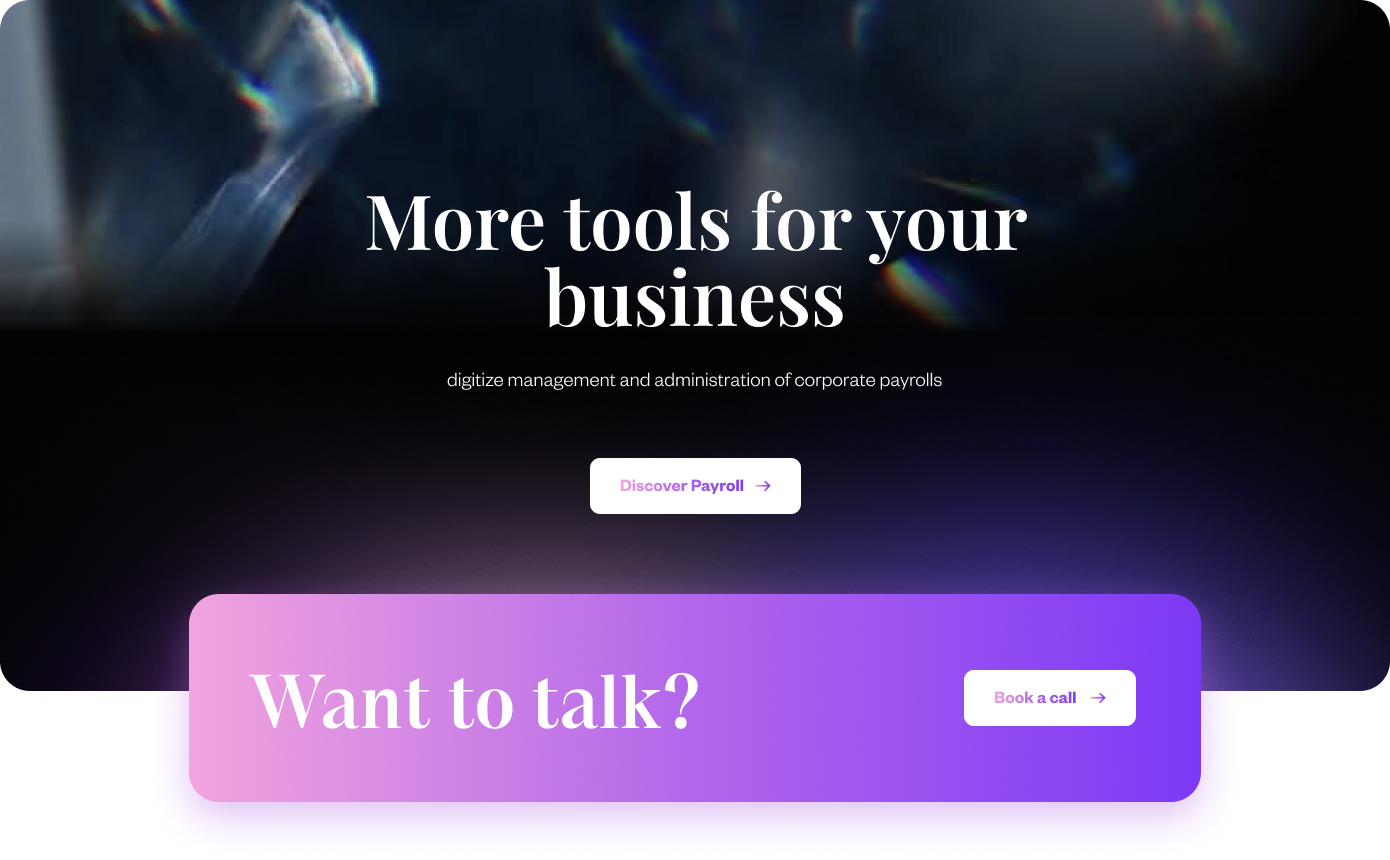 More tools for your
business
digitize management and administration of corporate payrolls
Discover Payroll
Want to talk?
Book a call